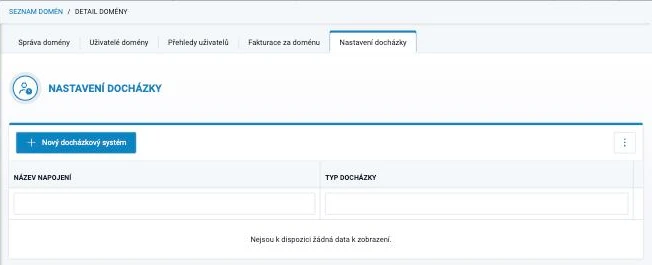 SEZNAM DOMÉN / DETAIL DOMÉNY
Správa domény Uživatelé domény Přehledy uživatelů Fakturace za doménu Nastavení docházky
NASTAVENÍ DOCHÁZKY
+ Nový docházkový systém
NÁZEV NAPOJENÍ TYP DOCHÁZKY
Nejsou k dispozici žádná data k zobrazení.